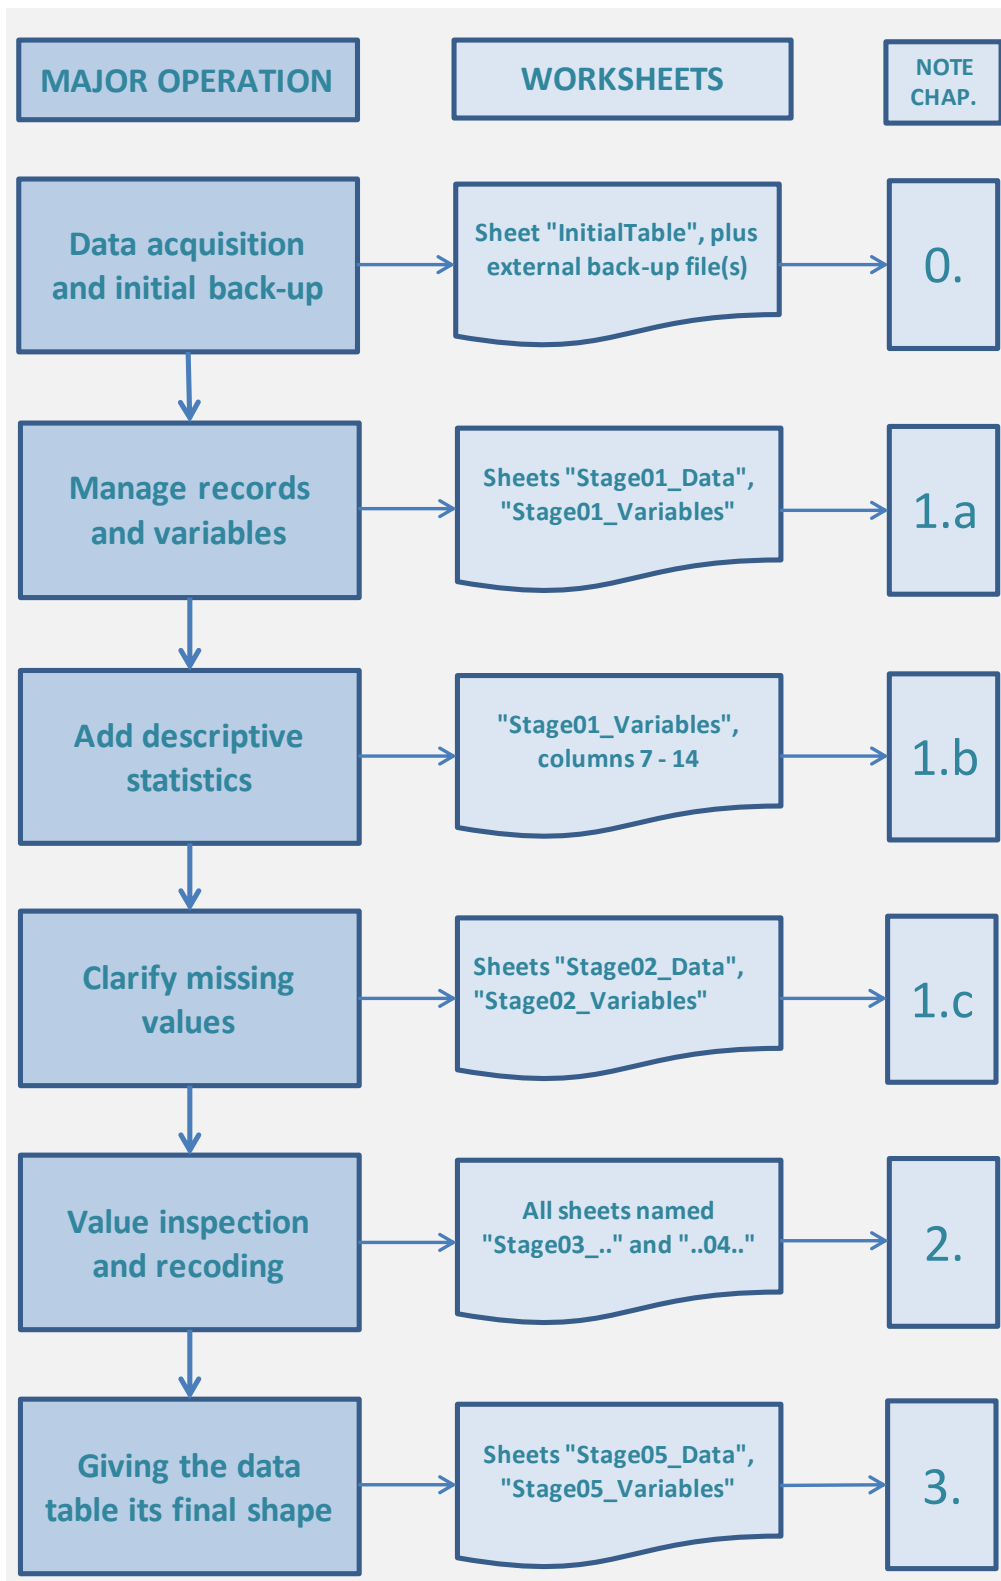 MAJOR OPERATION
WORKSHEETS
NOTE
CHAP.
Data acquisition
and initial back-up
Sheet "InitialTable", plus
external back-up file(s)
0.
Manage records
and variables
Sheets "Stage01_Data",
"Stage01_Variables"
1.a
Add descriptive
statistics
"Stage01_Variables",
columns 7 - 14
1.b
Clarify missing
values
Sheets "Stage02_Data",
"Stage02_Variables"
1.c
Value inspection
and recoding
All sheets named
"Stage03_.." and "..04.."
2.
Giving the data
table its final shape
Sheets "Stage05_Data",
"Stage05_Variables"
3.